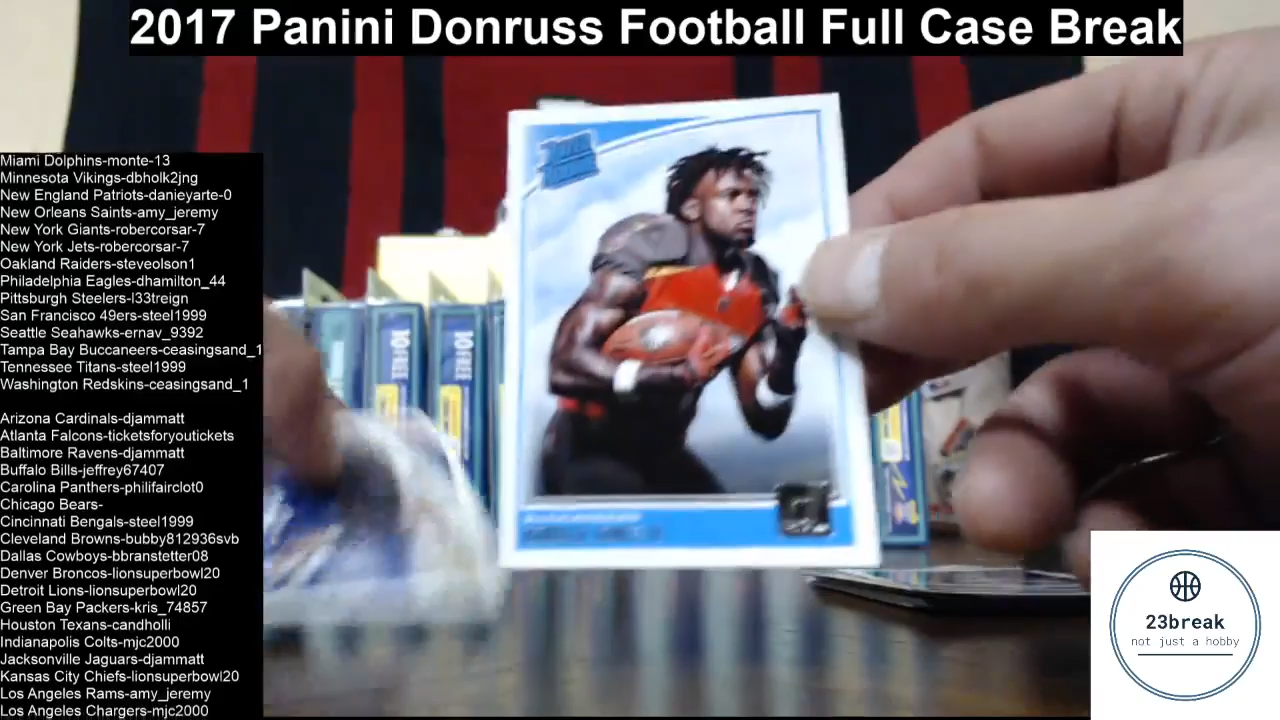 2017 Panini Donruss Football Full Case Break
Miami Dolphins-monte-13
Minnesota Vikings-dbholk2jng
New England Patriots-danieyarte-0
New Orleans Saints-amy_jeremy
New York Giants-robercorsar-7
New York Jets-robercorsar-7
Oakland Raiders-steveolson1
Philadelphia Eagles-dhamilton_44
Pittsburgh Steelers-l33treign
San Francisco 49ers-steel1999
Seattle Seahawks-ernav_9392
Tampa Bay Buccaneers-ceasingsand_1
Tennessee Titans-steel1999
Washington Redskins-ceasingsand_1
Arizona Cardinals-djammatt
Atlanta Falcons-ticketsforyoutickets
Baltimore Ravens-djammatt
Buffalo Bills-jeffrey67407
Carolina Panthers-philifairclot0
Chicago Bears-
Cincinnati Bengals-steel1999
Cleveland Browns-bubby812936svb
Dallas Cowboys-bbranstetter08
Denver Broncos-lionsuperbowl20
Detroit Lions-lionsuperbowl20
Green Bay Packers-kris_74857
Houston Texans-candholli
Indianapolis Colts-mjc2000
Jacksonville Jaguars-djammatt
Kansas City Chiefs-lionsuperbowl20
Los Angeles Rams-amy_jeremy
Los Angeles Chargers-mjc2000
10 FREE
10 FREE
23break
not just a hobby